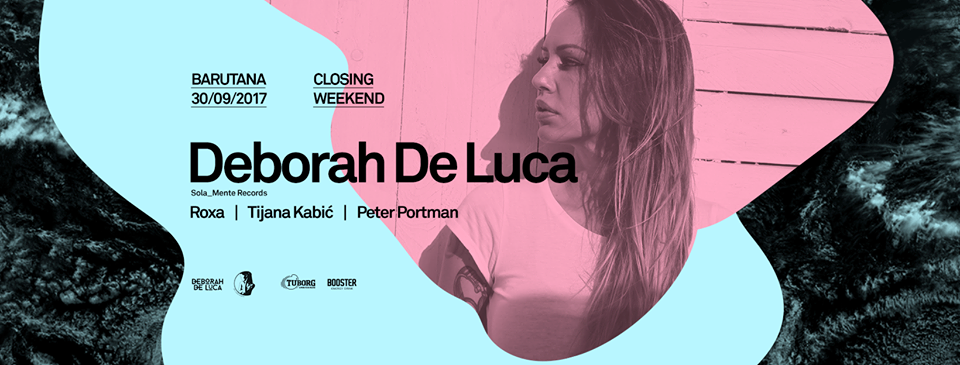 BARUTANA
30/09/2017
CLOSING
WEEKEND
Deborah De Luca
Sola_Mente Records
Roxa | Tijana Kabić | Peter Portman
DEBORAH
DE LUCA
TUBORG
BOOSTER